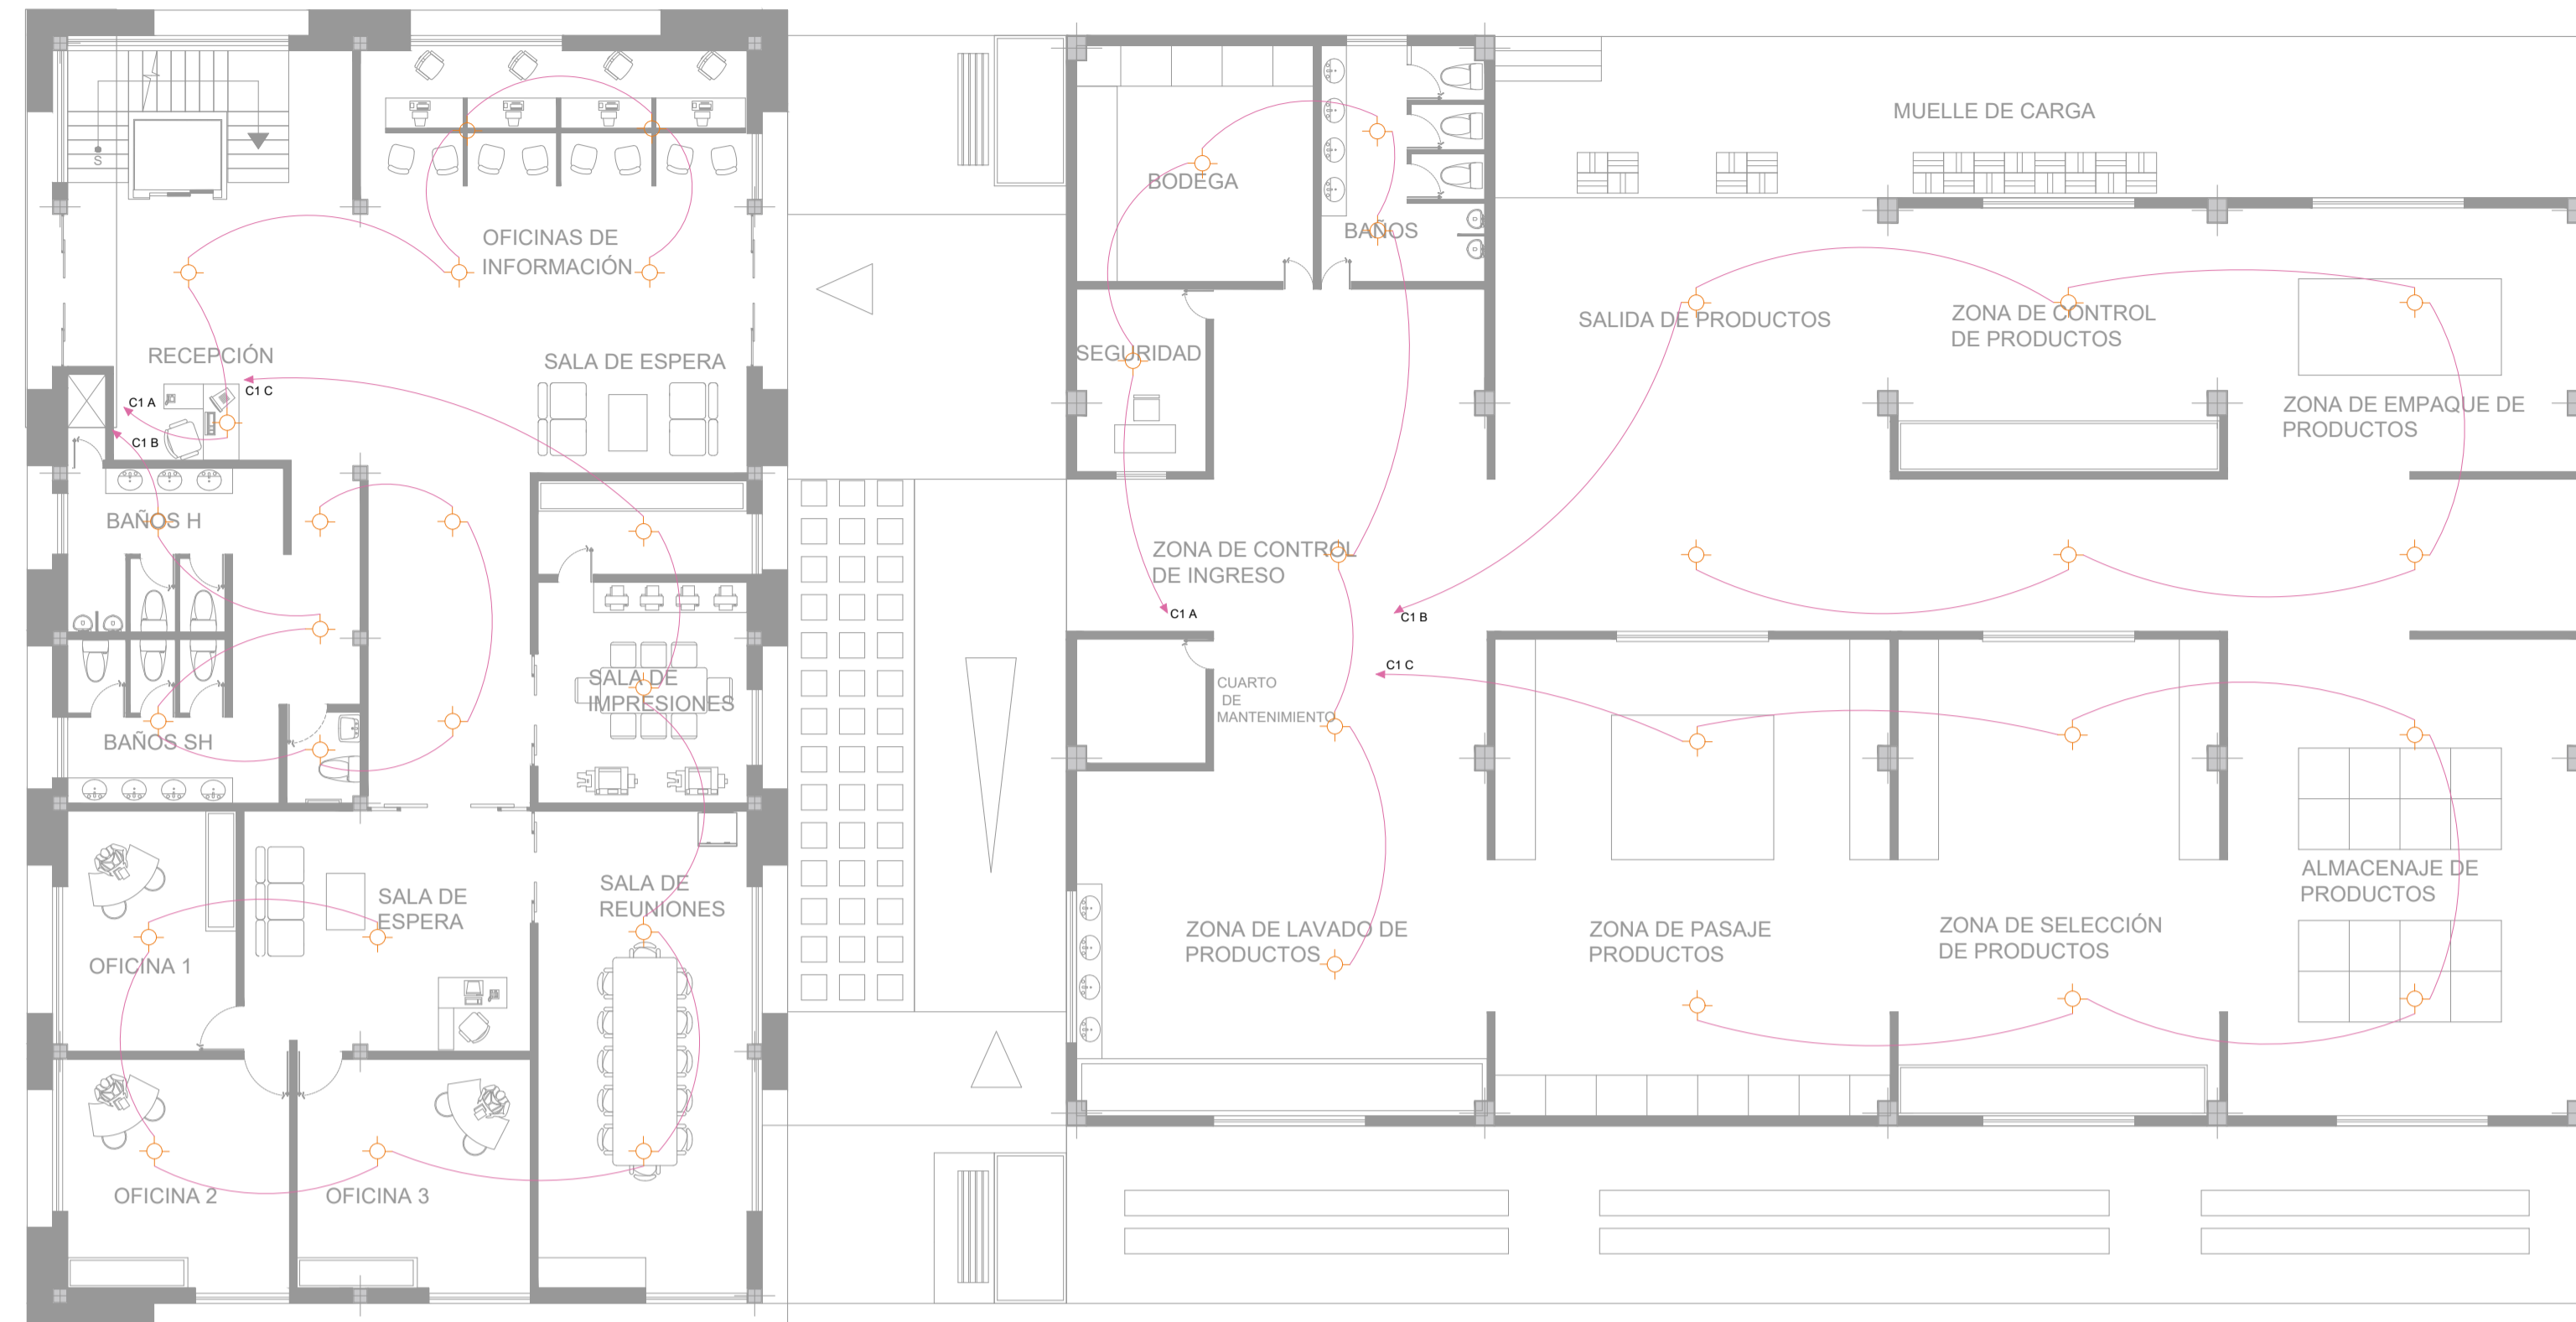 S
OFICINAS DE
INFORMACIÓN
RECEPCIÓN
SALA DE ESPERA
C1 A
C1 C
C1 B
BAÑOS H
BAÑOS SH
SALA DE
IMPRESIONES
SALA DE
ESPERA
SALA DE
REUNIONES
OFICINA 1
OFICINA 2
OFICINA 3
BODEGA
BAÑOS
SEGURIDAD
ZONA DE CONTROL
DE INGRESO
C1 A
C1 B
C1 C
CUARTO
DE
MANTENIMIENTO
ZONA DE LAVADO DE
PRODUCTOS
MUELLE DE CARGA
SALIDA DE PRODUCTOS
ZONA DE CONTROL
DE PRODUCTOS
ZONA DE EMPAQUE DE
PRODUCTOS
ZONA DE PASAJE
PRODUCTOS
ZONA DE SELECCIÓN
DE PRODUCTOS
ALMACENAJE DE
PRODUCTOS